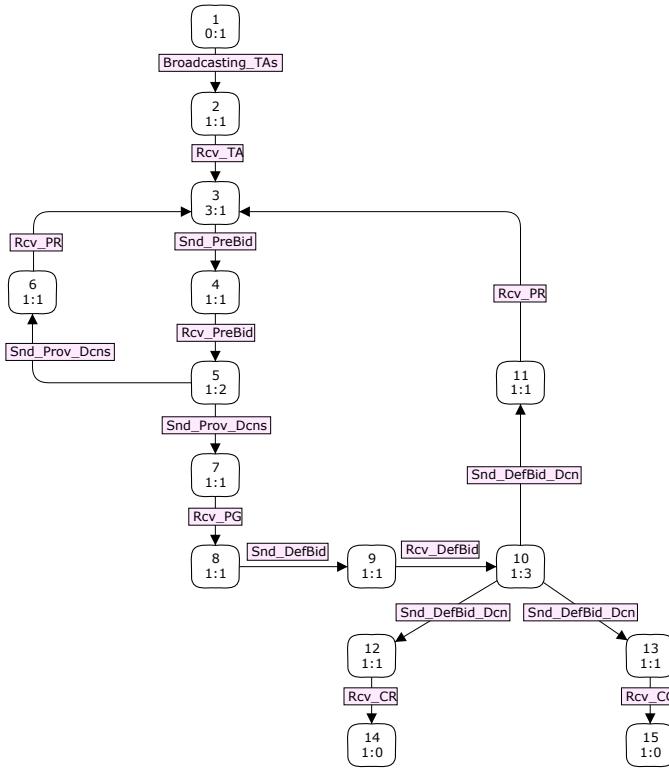 1
0:1
Broadcasting_TAs
2
1:1
Rcv_TA
3
3:1
Rcv_PR
Snd_PreBid
6
1:1
4
1:1
Rcv_PR
Rcv_PreBid
Snd_Prov_Dcns
5
1:2
11
1:1
Snd_Prov_Dcns
7
1:1
Snd_DefBid_Dcn
Rcv_PG
8
1:1
Snd_DefBid
9
1:1
Rcv_DefBid
10
1:3
Snd_DefBid_Dcn
Snd_DefBid_Dcn
12
1:1
13
1:1
Rcv_CR
14
1:0
15
1:0